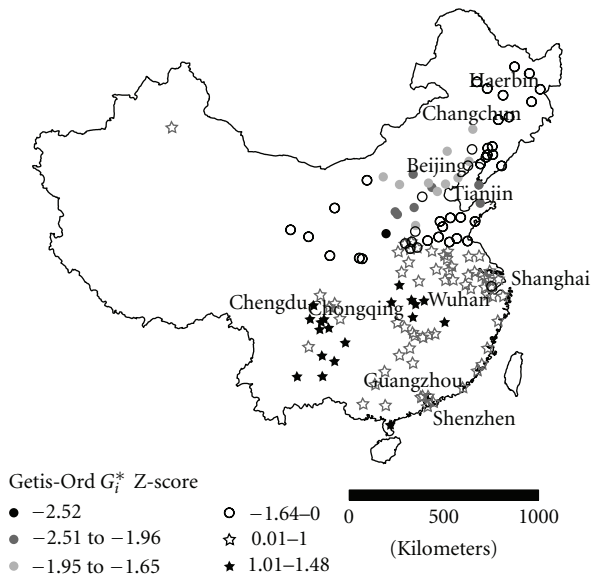 Haerbin
Changchun
Beijing
Tianjin
Shanghai
Chengdu
Chongqing
Wuhan
Guangzhou
Shenzhen
Getis-Ord G*i Z-score
−2.52
−2.51 to −1.96
−1.95 to −1.65
−1.64–0
0.01–1
1.01–1.48
0 500 1000
(Kilometers)